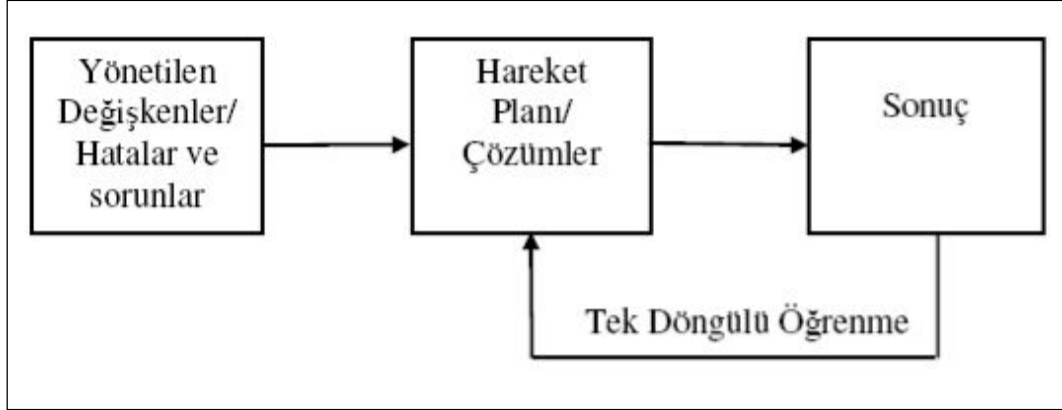 Yönetilen
Değişkenler/
Hatalar ve
sorunlar
Hareket
Planı/
Çözümler
Sonuç
Tek Döngülü Öğrenme